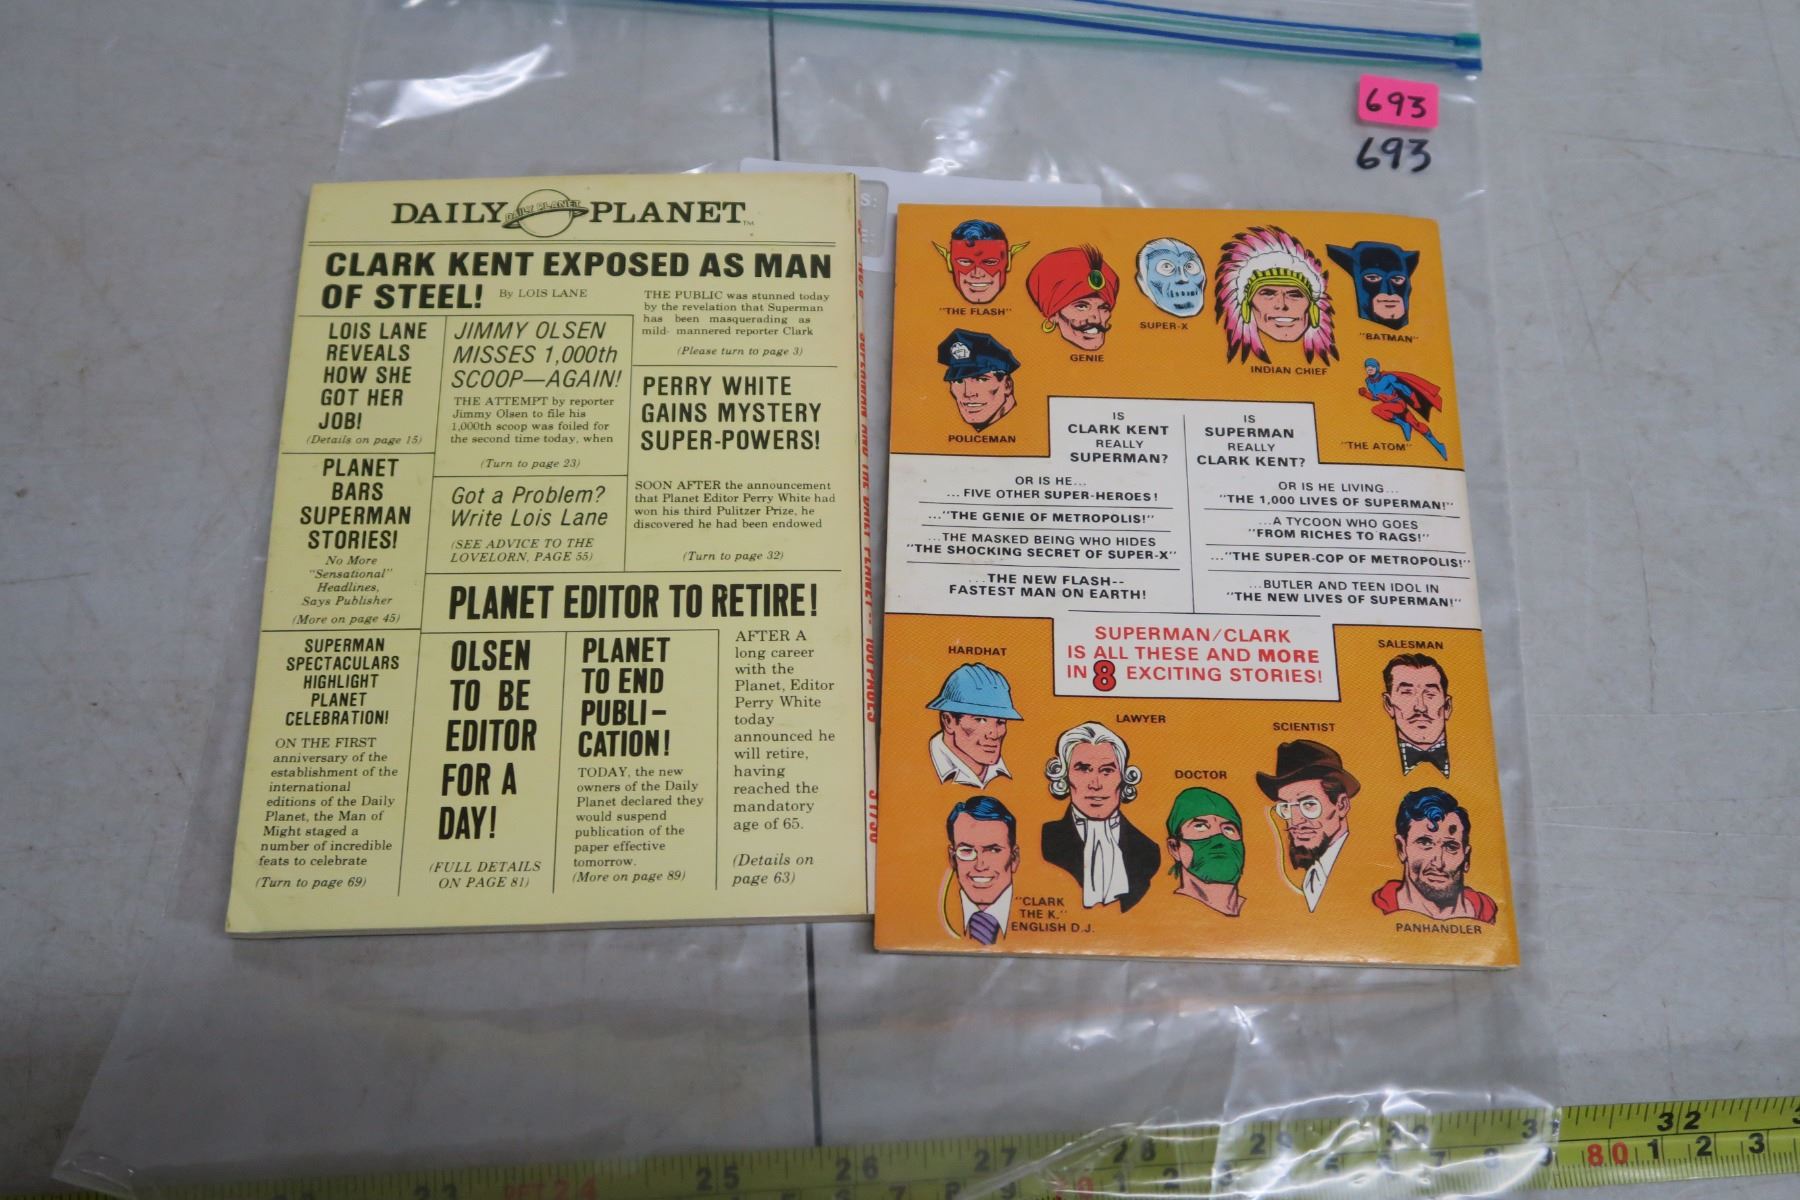 693
693
DAILY PLANET
DAILY PLANET
TM
CLARK KENT EXPOSED AS MAN
OF STEEL!
By LOIS LANE
THE PUBLIC was stunned today
by the revelation that Superman
has been masquerading as
mild- mannered reporter Clark
(Please turn to page 3)
LOIS LANE
REVEALS
HOW SHE
GOT HER
JOB!
(Details on page 15)
JIMMY OLSEN
MISSES 1,000th
SCOOP—AGAIN!
THE ATTEMPT by reporter
Jimmy Olsen to file his
1,000th scoop was foiled for
the second time today, when
(Turn to page 23)
PERRY WHITE
GAINS MYSTERY
SUPER-POWERS!
SOON AFTER the announcement
that Planet Editor Perry White had
won his third Pulitzer Prize, he
discovered he had been endowed
(Turn to page 32)
PLANET
BARS
SUPERMAN
STORIES!
No More
"Sensational"
Headlines,
Says Publisher
(More on page 45)
Got a Problem?
Write Lois Lane
(SEE ADVICE TO THE
LOVELORN, PAGE 55)
PLANET EDITOR TO RETIRE!
SUPERMAN
SPECTACULARS
HIGHLIGHT
PLANET
CELEBRATION!
ON THE FIRST
anniversary of the
establishment of the
international
editions of the Daily
Planet, the Man of
Might staged a
number of incredible
feats to celebrate
(Turn to page 69)
OLSEN
TO BE
EDITOR
FOR A
DAY!
(FULL DETAILS
ON PAGE 81)
PLANET
TO END
PUBLI-
CATION!
TODAY, the new
owners of the Daily
Planet declared they
would suspend
publication of the
paper effective
tomorrow.
(More on page 89)
AFTER A
long career
with the
Planet, Editor
Perry White
today
announced he
will retire,
having
reached the
mandatory
age of 65.
(Details on
page 63)
"THE FLASH"
GENIE
SUPER-X
INDIAN CHIEF
"BATMAN"
POLICEMAN
"THE ATOM"
IS
CLARK KENT
REALLY
SUPERMAN?
OR IS HE...
... FIVE OTHER SUPER-HEROES!
..."THE GENIE OF METROPOLIS!"
...THE MASKED BEING WHO HIDES
"THE SHOCKING SECRET OF SUPER-X"
...THE NEW FLASH--
FASTEST MAN ON EARTH!
IS
SUPERMAN
REALLY
CLARK KENT?
OR IS HE LIVING...
"THE 1,000 LIVES OF SUPERMAN!"
...A TYCOON WHO GOES
"FROM RICHES TO RAGS!"
..."THE SUPER-COP OF METROPOLIS!"
...BUTLER AND TEEN IDOL IN
"THE NEW LIVES OF SUPERMAN!"
SUPERMAN/CLARK
IS ALL THESE AND MORE
IN 8 EXCITING STORIES!
HARDHAT
SALESMAN
LAWYER
SCIENTIST
DOCTOR
"CLARK
THE K."
ENGLISH D.J.
PANHANDLER
25 26 27 28 29 30 31 32
80 1 2 3